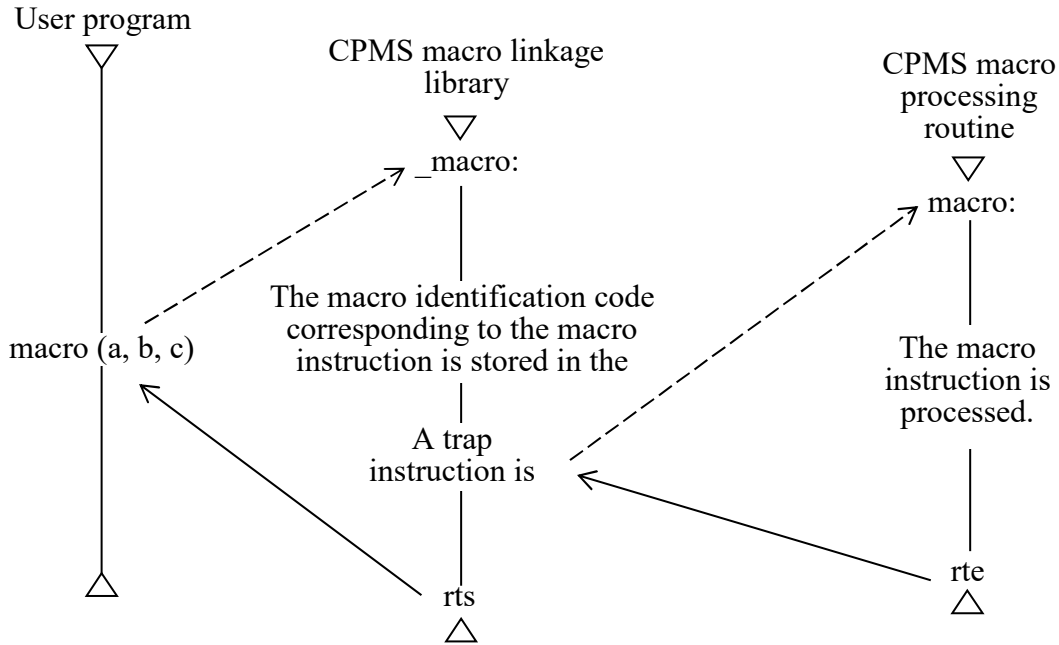 User program
macro (a, b, c)
CPMS macro linkage
library
_macro:
The macro identification code
corresponding to the macro
instruction is stored in the
A trap
instruction is
rts
CPMS macro
processing
routine
macro:
The macro
instruction is
processed.
rte